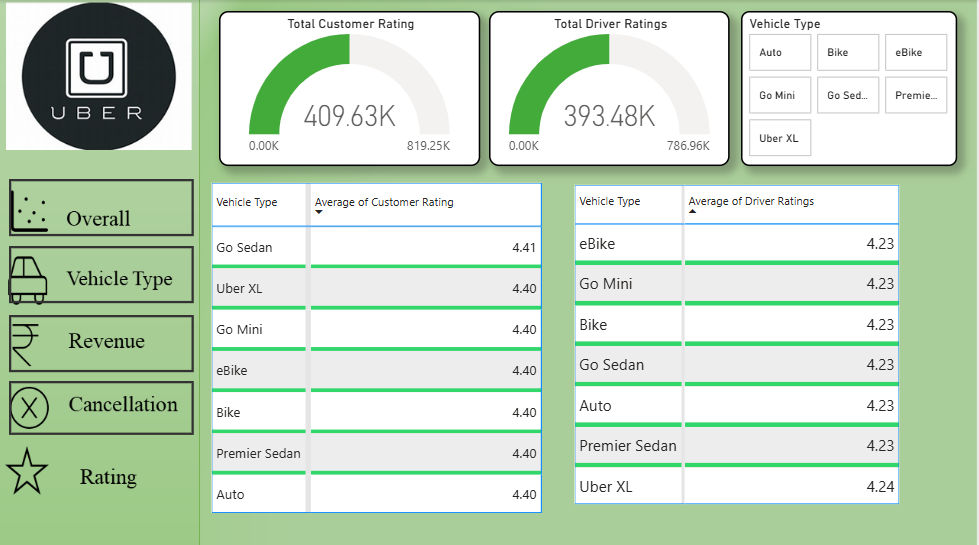 UBER
Overall
Vehicle Type
Revenue
Cancellation
Rating
Total Customer Rating
409.63K
0.00K 819.25K
Total Driver Ratings
393.48K
0.00K 786.96K
Vehicle Type
Auto Bike eBike
Go Mini Go Sed... Premie...
Uber XL
Vehicle Type Average of Customer Rating
Go Sedan 4.41
Uber XL 4.40
Go Mini 4.40
eBike 4.40
Bike 4.40
Premier Sedan 4.40
Auto 4.40
Vehicle Type Average of Driver Ratings
eBike 4.23
Go Mini 4.23
Bike 4.23
Go Sedan 4.23
Auto 4.23
Premier Sedan 4.23
Uber XL 4.24